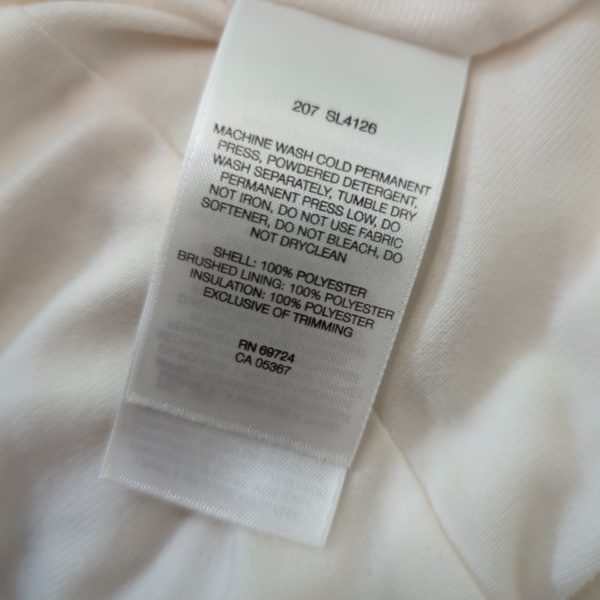 207 SL4126
MACHINE WASH COLD PERMANENT
PRESS, POWDERED DETERGENT,
WASH SEPARATELY, TUMBLE DRY
PERMANENT PRESS LOW, DO
NOT IRON, DO NOT USE FABRIC
SOFTENER, DO NOT BLEACH, DO
NOT DRYCLEAN
SHELL: 100% POLYESTER
BRUSHED LINING: 100% POLYESTER
INSULATION: 100% POLYESTER
EXCLUSIVE OF TRIMMING
RN 69724
CA 05367